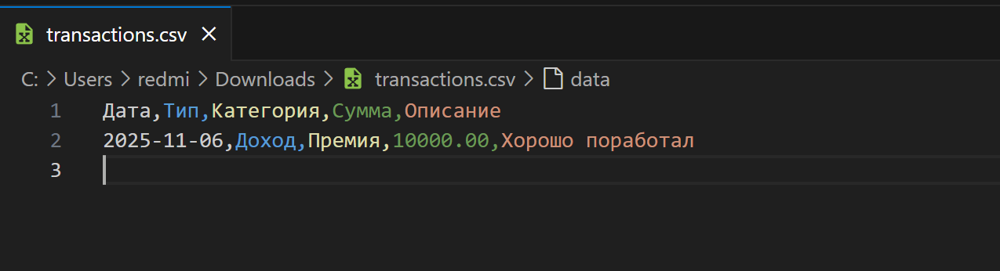 transactions.csv
C: > Users > redmi > Downloads > transactions.csv > data
1 Дата,Тип,Категория,Сумма,Описание
2 2025-11-06,Доход,Премия,10000.00,Хорошо поработал
3